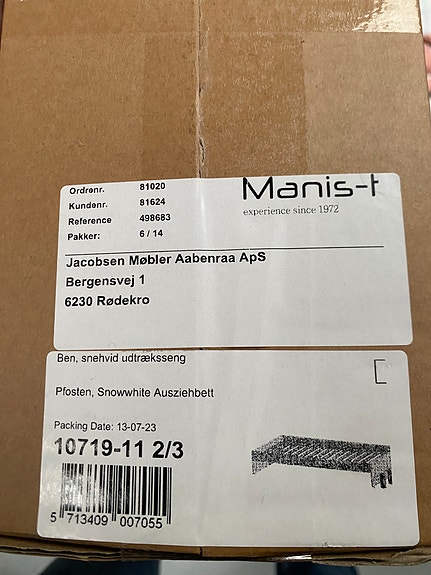 Ordrenr. 81020
Kundenr. 81624
Reference 498683
Pakker: 6 / 14
Manis-t
experience since 1972
Jacobsen Møbler Aabenraa ApS
Bergensvej 1
6230 Rødekro
Ben, snehvid udtræksseng
Pfosten, Snowwhite Ausziehbett
Packing Date: 13-07-23
10719-11 2/3
5 713409 007055